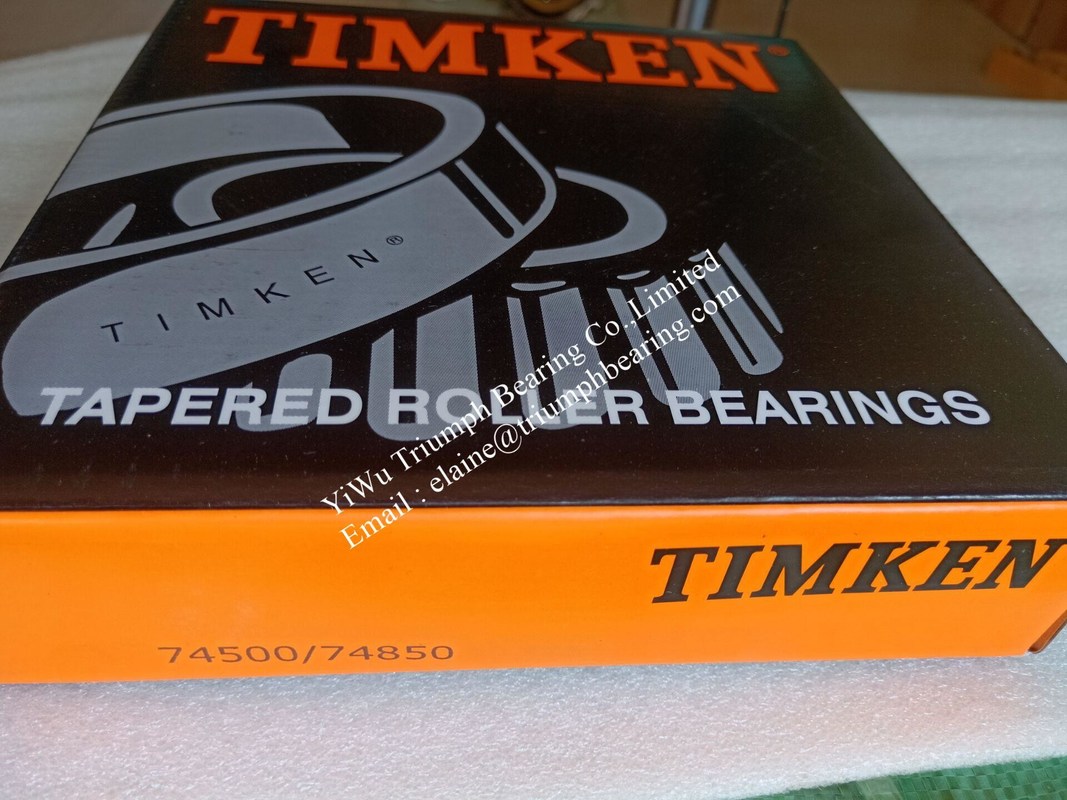 TIMKEN®
TIMKEN®
TAPERED ROLLER BEARINGS
YiWu Triumph Bearing Co.,Limited
Email : elaine@triumphbearing.com
TIMKEN
74500/74850